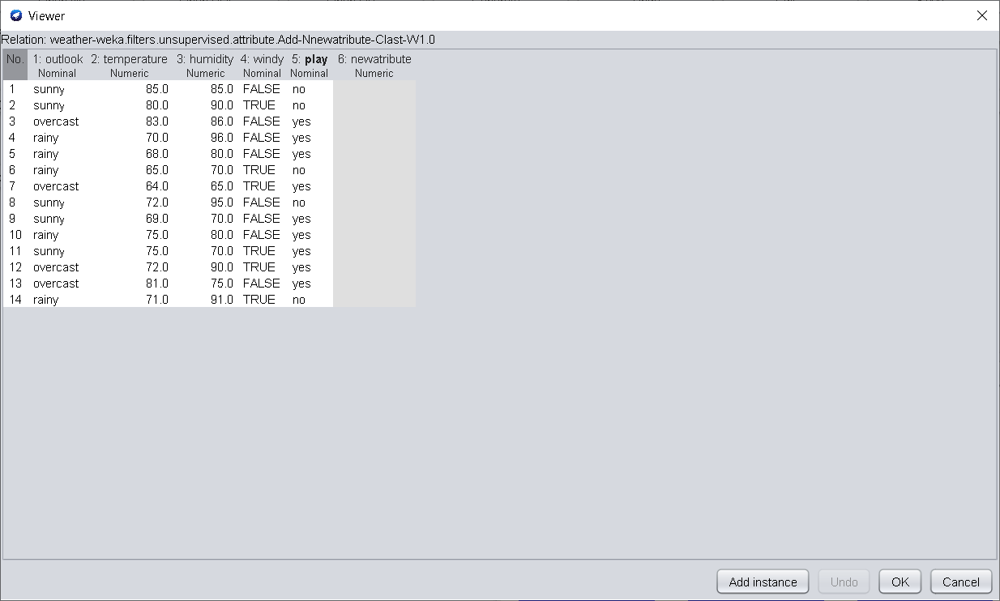 Viewer
Relation: weather-weka.filters.unsupervised.attribute.Add-Nnewatribute-Clast-W1.0
No. 1: outlook 2: temperature 3: humidity 4: windy 5: play 6: newatribute
Nominal Numeric Numeric Nominal Nominal Numeric
1 sunny 85.0 85.0 FALSE no
2 sunny 80.0 90.0 TRUE no
3 overcast 83.0 86.0 FALSE yes
4 rainy 70.0 96.0 FALSE yes
5 rainy 68.0 80.0 FALSE yes
6 rainy 65.0 70.0 TRUE no
7 overcast 64.0 65.0 TRUE yes
8 sunny 72.0 95.0 FALSE no
9 sunny 69.0 70.0 FALSE yes
10 rainy 75.0 80.0 FALSE yes
11 sunny 75.0 70.0 TRUE yes
12 overcast 72.0 90.0 TRUE yes
13 overcast 81.0 75.0 FALSE yes
14 rainy 71.0 91.0 TRUE no
Add instance Undo OK Cancel